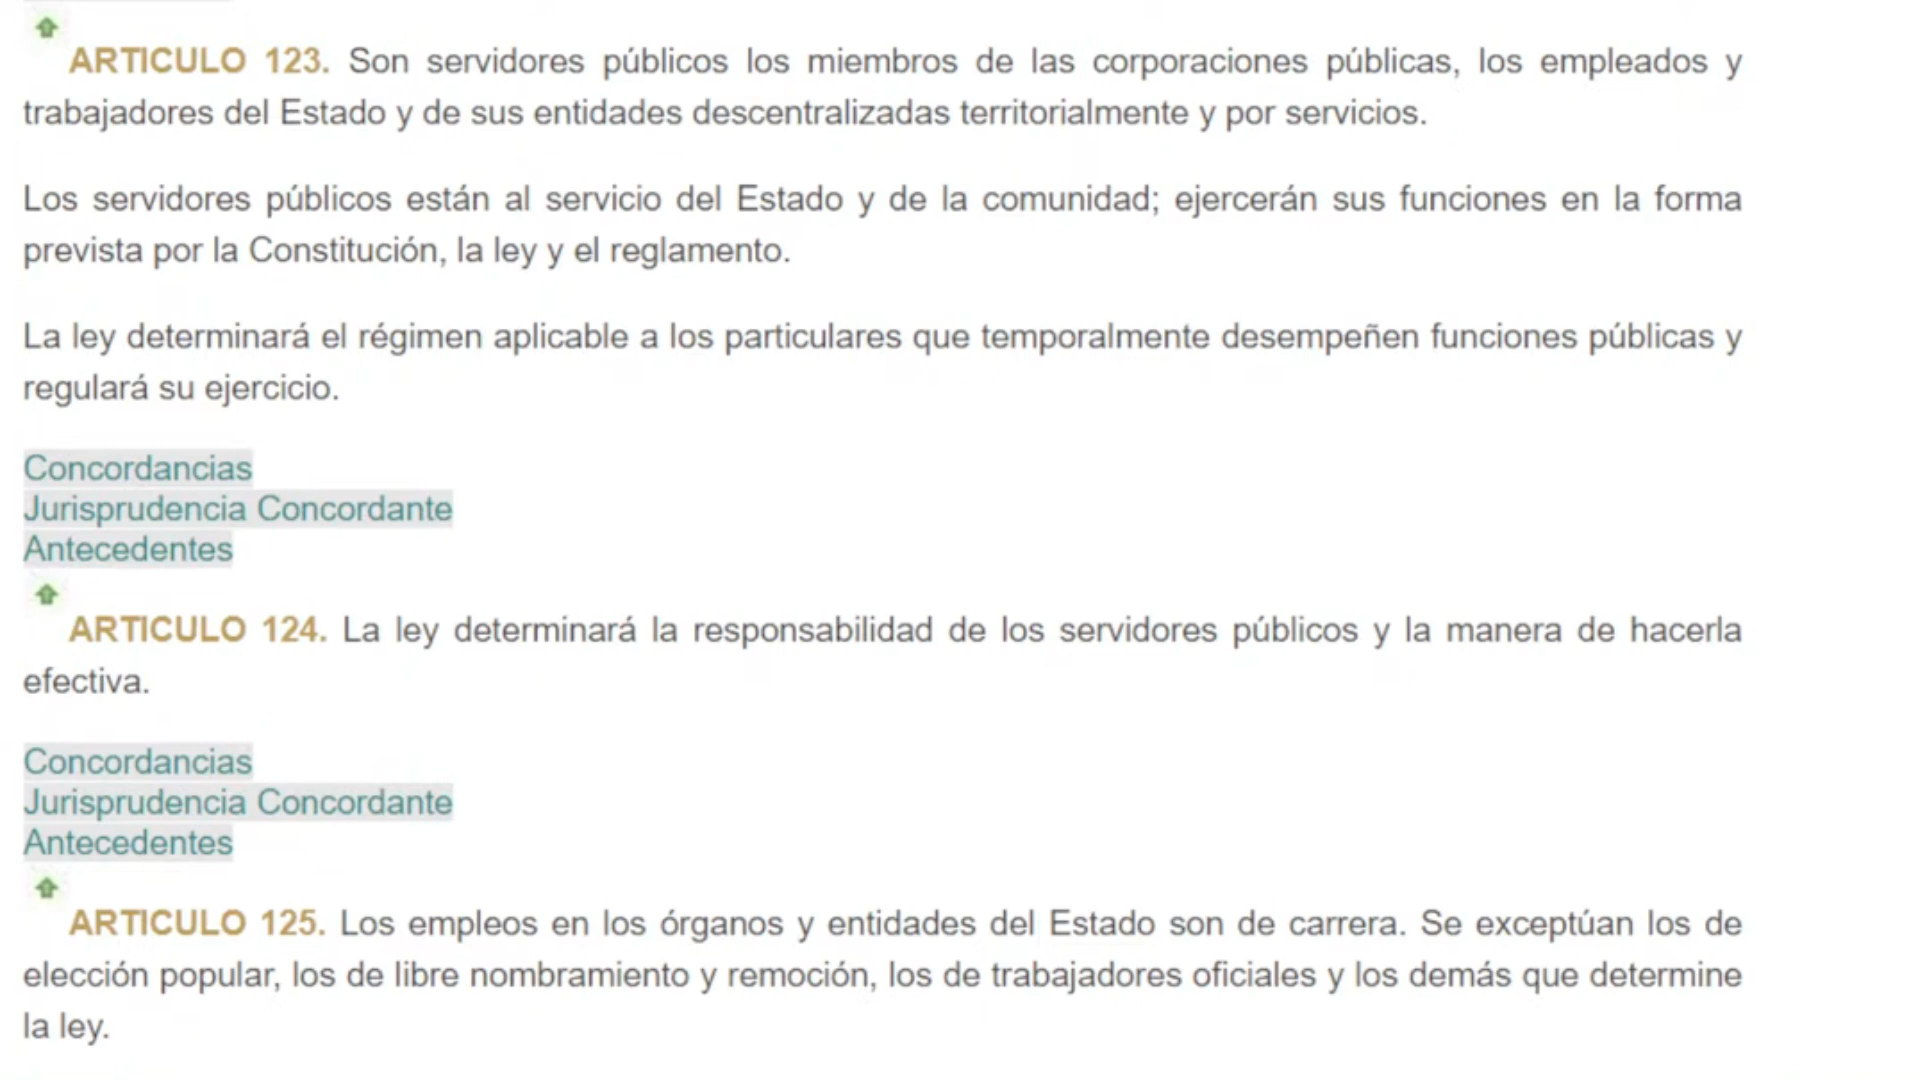 ARTICULO 123. Son servidores públicos los miembros de las corporaciones públicas, los empleados y
trabajadores del Estado y de sus entidades descentralizadas territorialmente y por servicios.
Los servidores públicos están al servicio del Estado y de la comunidad; ejercerán sus funciones en la forma
prevista por la Constitución, la ley y el reglamento.
La ley determinará el régimen aplicable a los particulares que temporalmente desempeñen funciones públicas y
regulará su ejercicio.
Concordancias
Jurisprudencia Concordante
Antecedentes
ARTICULO 124. La ley determinará la responsabilidad de los servidores públicos y la manera de hacerla
efectiva.
Concordancias
Jurisprudencia Concordante
Antecedentes
ARTICULO 125. Los empleos en los órganos y entidades del Estado son de carrera. Se exceptúan los de
elección popular, los de libre nombramiento y remoción, los de trabajadores oficiales y los demás que determine
la ley.